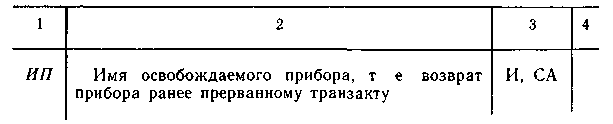 1 2 3 4
ИП Имя освобождаемого прибора, т е возврат И, СА
прибора ранее прерванному транзакту